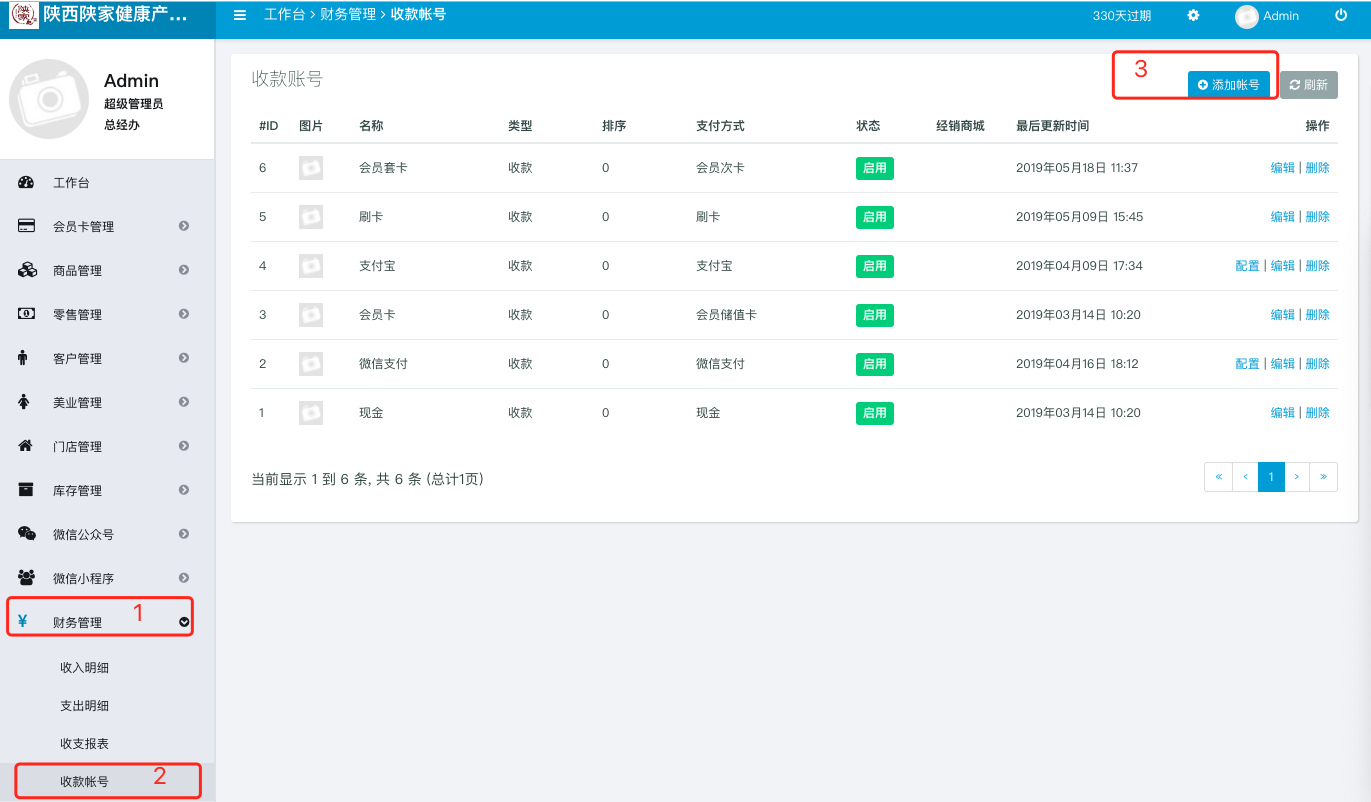 陕西陕家健康产...
工作台 > 财务管理 > 收款帐号
330天过期
Admin
Admin
超级管理员
总经办
工作台
会员卡管理
商品管理
零售管理
客户管理
美业管理
门店管理
库存管理
微信公众号
微信小程序
¥ 财务管理 1
收入明细
支出明细
收支报表
收款帐号 2
收款账号
3
添加帐号
刷新
#ID 图片 名称 类型 排序 支付方式 状态 经销商城 最后更新时间 操作
6 会员套卡 收款 0 会员次卡 启用 2019年05月18日 11:37 编辑 | 删除
5 刷卡 收款 0 刷卡 启用 2019年05月09日 15:45 编辑 | 删除
4 支付宝 收款 0 支付宝 启用 2019年04月09日 17:34 配置 | 编辑 | 删除
3 会员卡 收款 0 会员储值卡 启用 2019年03月14日 10:20 编辑 | 删除
2 微信支付 收款 0 微信支付 启用 2019年04月16日 18:12 配置 | 编辑 | 删除
1 现金 收款 0 现金 启用 2019年03月14日 10:20 编辑 | 删除
当前显示 1 到 6 条, 共 6 条 (总计1页)
« ‹ 1 › »